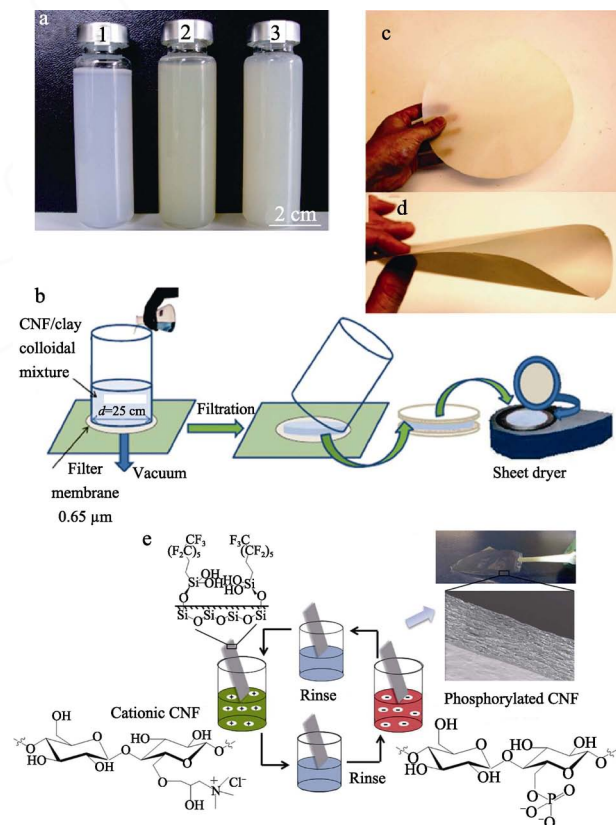 a
1
2
3
2 cm
c
d
b
CNF/clay
colloidal
mixture
d=25 cm
Filter
membrane
0.65 µm
Vacuum
Filtration
Sheet dryer
e
CF₃
(F₂C)₅
F₃C
(CF₂)₅
Si
OH
OH
HO
HO
Si
O
O
Si
O
Si
O
Si
O
Si
Rinse
Rinse
Cationic CNF
Phosphorylated CNF
OH
O
HO
OH
O
HO
OH
O
O
O
OH
N
+
Cl⁻
OH
O
HO
OH
O
HO
OH
O
O
O
P
O
⁻O
O⁻